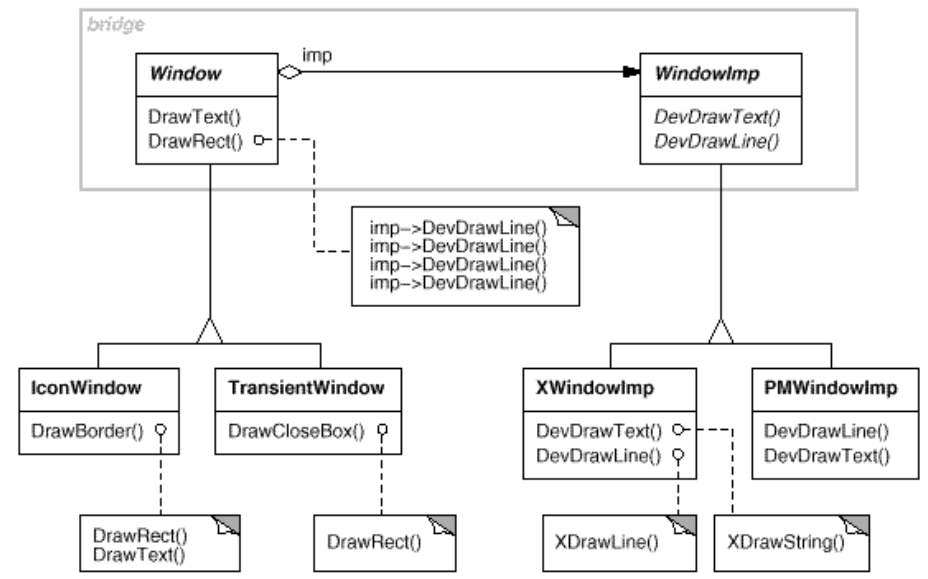 bridge
imp
Window
WindowImp
DrawText()
DrawRect()
DevDrawText()
DevDrawLine()
imp->DevDrawLine()
imp->DevDrawLine()
imp->DevDrawLine()
imp->DevDrawLine()
IconWindow
TransientWindow
XWindowImp
PMWindowImp
DrawBorder()
DrawCloseBox()
DevDrawText()
DevDrawLine()
DevDrawLine()
DevDrawText()
DrawRect()
DrawText()
DrawRect()
XDrawLine()
XDrawString()